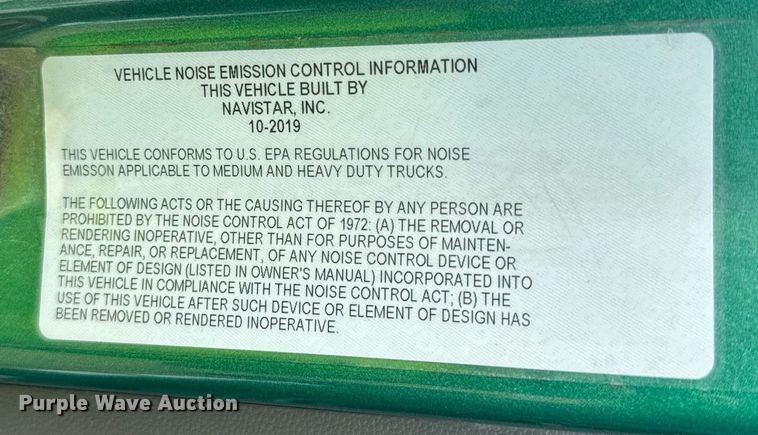 VEHICLE NOISE EMISSION CONTROL INFORMATION
THIS VEHICLE BUILT BY
NAVISTAR, INC.
10-2019
THIS VEHICLE CONFORMS TO U.S. EPA REGULATIONS FOR NOISE
EMISSON APPLICABLE TO MEDIUM AND HEAVY DUTY TRUCKS.
THE FOLLOWING ACTS OR THE CAUSING THEREOF BY ANY PERSON ARE
PROHIBITED BY THE NOISE CONTROL ACT OF 1972: (A) THE REMOVAL OR
RENDERING INOPERATIVE, OTHER THAN FOR PURPOSES OF MAINTEN-
ANCE, REPAIR, OR REPLACEMENT, OF ANY NOISE CONTROL DEVICE OR
ELEMENT OF DESIGN (LISTED IN OWNER'S MANUAL) INCORPORATED INTO
THIS VEHICLE IN COMPLIANCE WITH THE NOISE CONTROL ACT; (B) THE
USE OF THIS VEHICLE AFTER SUCH DEVICE OR ELEMENT OF DESIGN HAS
BEEN REMOVED OR RENDERED INOPERATIVE.
Purple Wave Auction